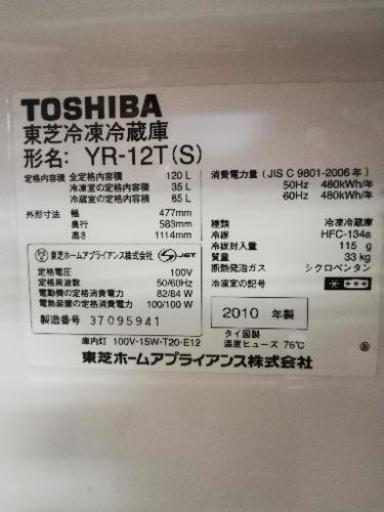 TOSHIBA
東芝冷凍冷蔵庫
形名: YR-12T(S)
定格内容積 全定格内容積 120 L
冷凍室の定格内容積 35 L
冷蔵室の定格内容積 85 L
外形寸法 幅 477mm
奥行 583mm
高さ 1114mm
東芝ホームアプライアンス株式会社 JET
定格電圧 100V
定格周波数 50/60Hz
電動機の定格消費電力 82/84 W
電熱装置の定格消費電力 100/100 W
製造番号 37095941
消費電力量 (JIS C 9801-2006年)
50Hz 480kWh/年
60Hz 480kWh/年
種類 冷凍冷蔵庫
冷媒 HFC-134a
冷媒封入量 115 g
質量 33 kg
断熱発泡ガス シクロペンタン
冷凍室の記号
2010 年製
タイ国製
庫内灯 100V-15W-T20-E12 温度ヒューズ 76℃
東芝ホームアプライアンス株式会社